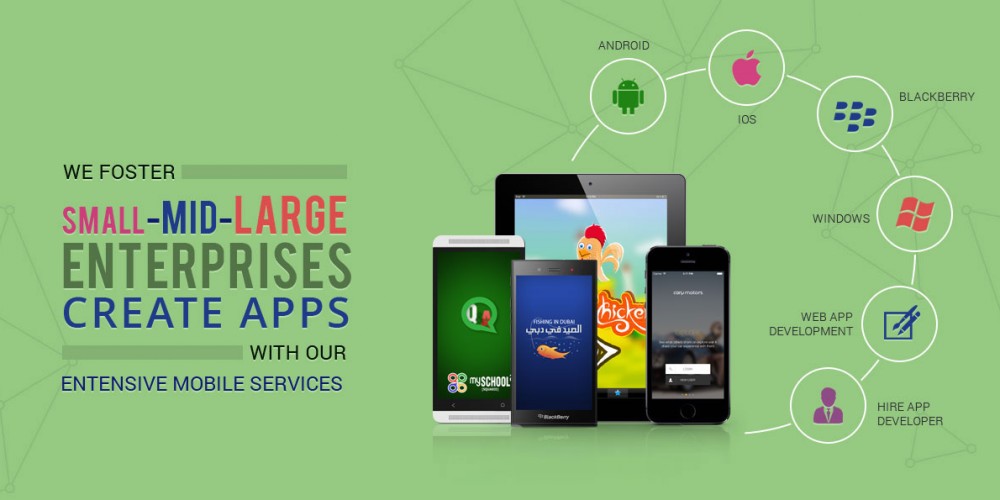 WE FOSTER
SMALL-MID-LARGE
ENTERPRISES
CREATE APPS
WITH OUR
ENTENSIVE MOBILE SERVICES
ANDROID
IOS
BLACKBERRY
WINDOWS
WEB APP
DEVELOPMENT
HIRE APP
DEVELOPER
mySCHOOL
FISHING IN DUBAI
الصيد في دبي
BlackBerry
Chicken